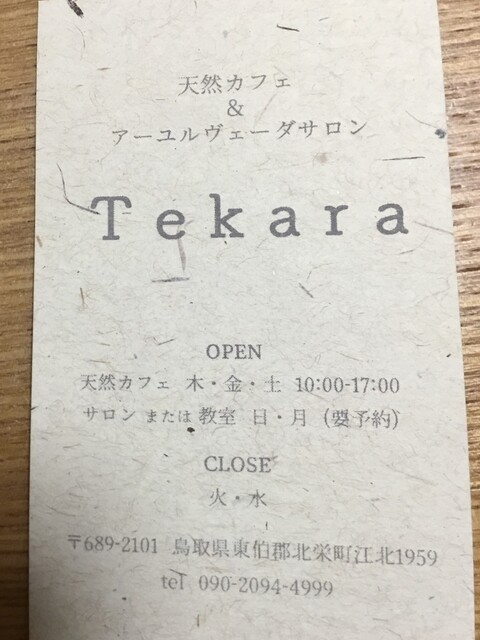 天然カフェ
&
アーユルヴェーダサロン
Tekara
OPEN
天然カフェ 木・金・土 10:00-17:00
サロン または 教室 日・月 (要予約)
CLOSE
火・水
〒689-2101 鳥取県東伯郡北栄町江北1959
tel 090-2094-4999